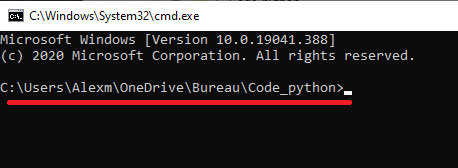 C:\Windows\System32\cmd.exe
Microsoft Windows [Version 10.0.19041.388]
(c) 2020 Microsoft Corporation. All rights reserved.
C:\Users\Alexm\OneDrive\Bureau\Code_python>